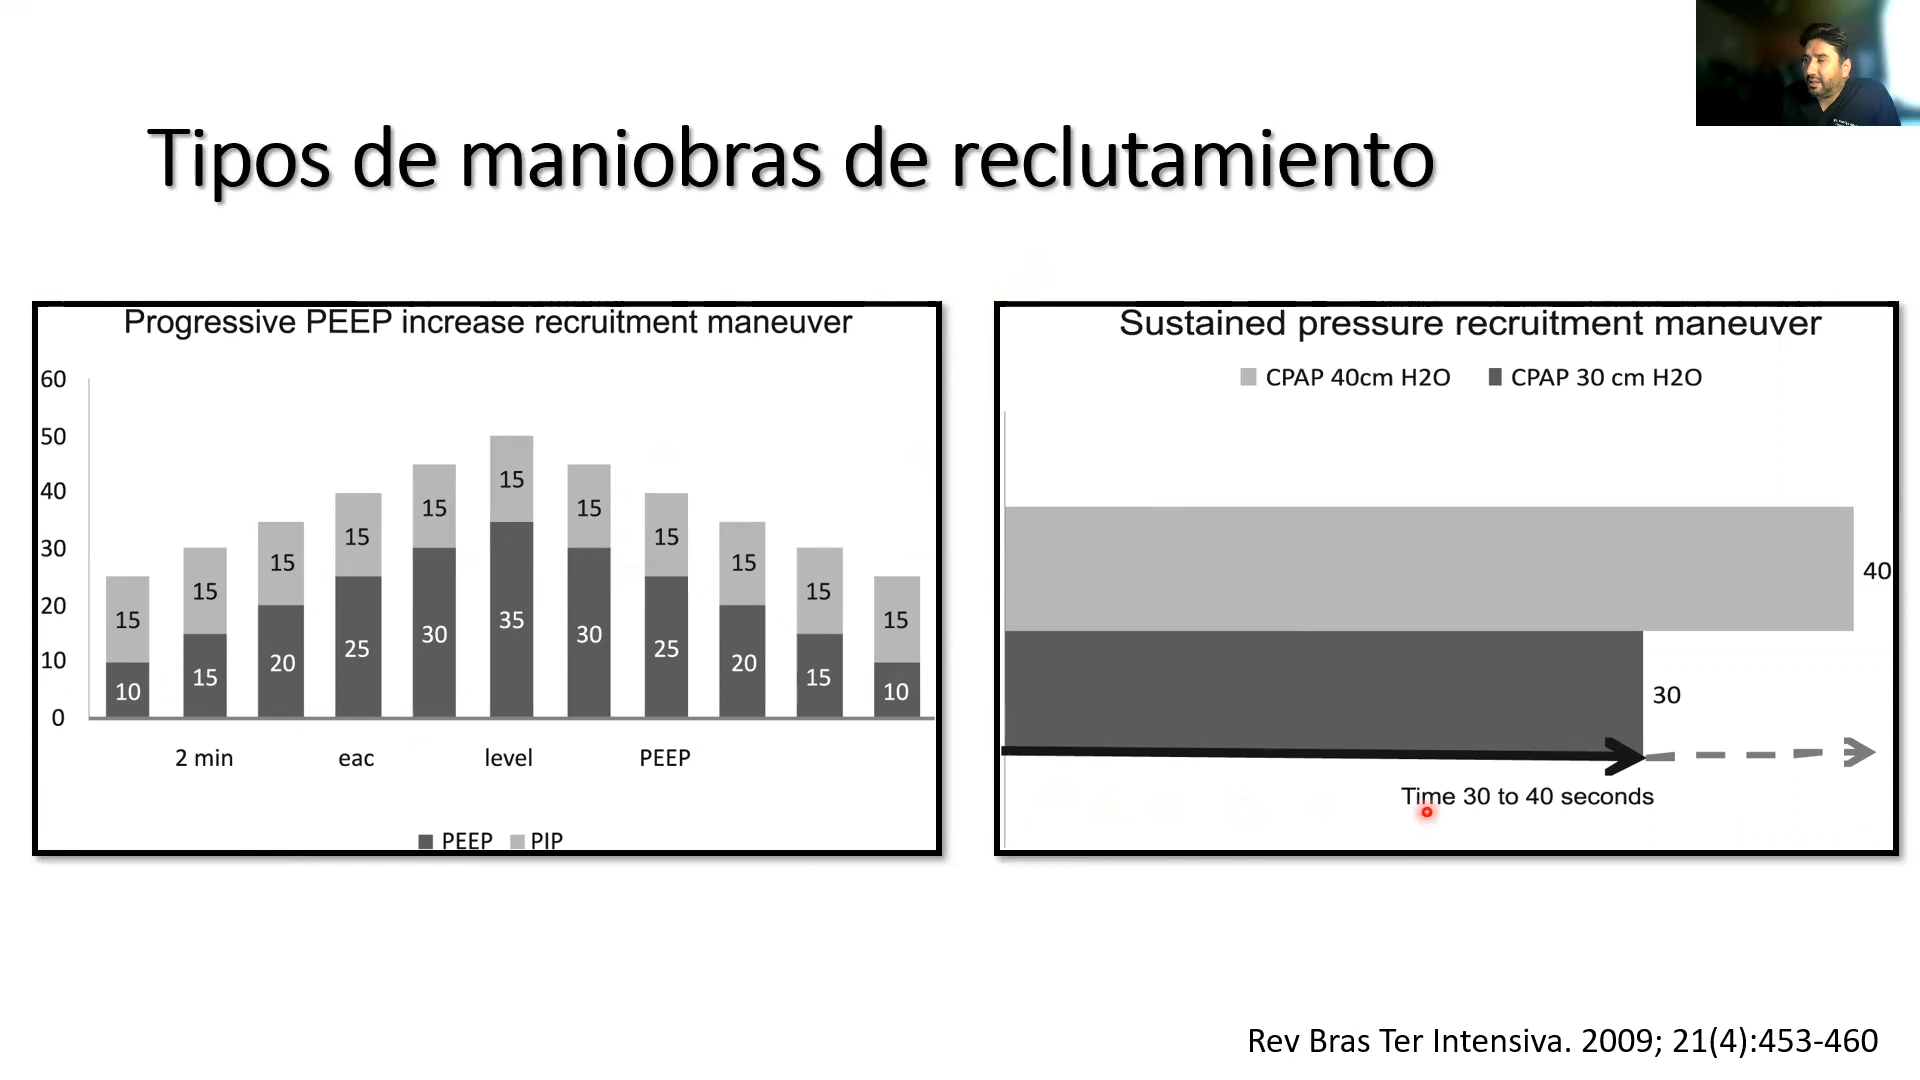 Tipos de maniobras de reclutamiento
Progressive PEEP increase recruitment maneuver
60
50
40
30
20
10
0
15 15 15 15 15 15 15 15 15 15 15
10 15 20 25 30 35 30 25 20 15 10
2 min eac level PEEP
PEEP PIP
Sustained pressure recruitment maneuver
CPAP 40cm H2O CPAP 30 cm H2O
40
30
Time 30 to 40 seconds
Rev Bras Ter Intensiva. 2009; 21(4):453-460